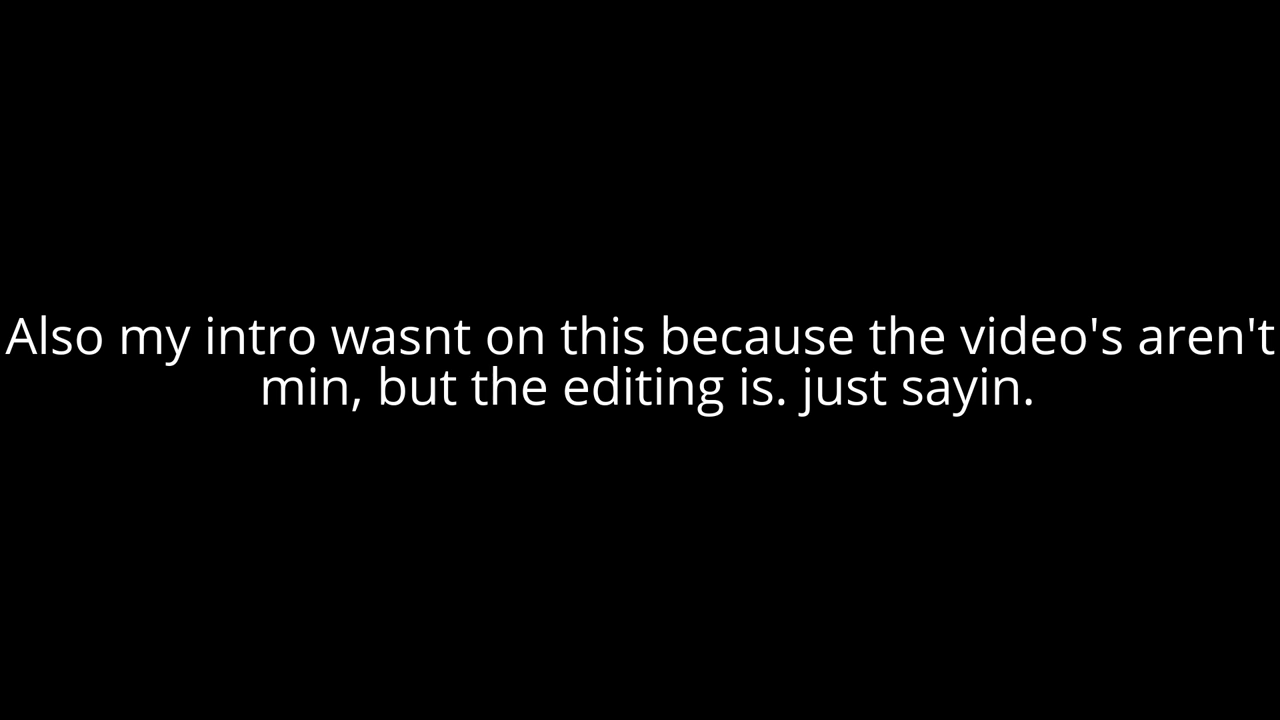 Also my intro wasnt on this because the video's aren't
min, but the editing is. just sayin.